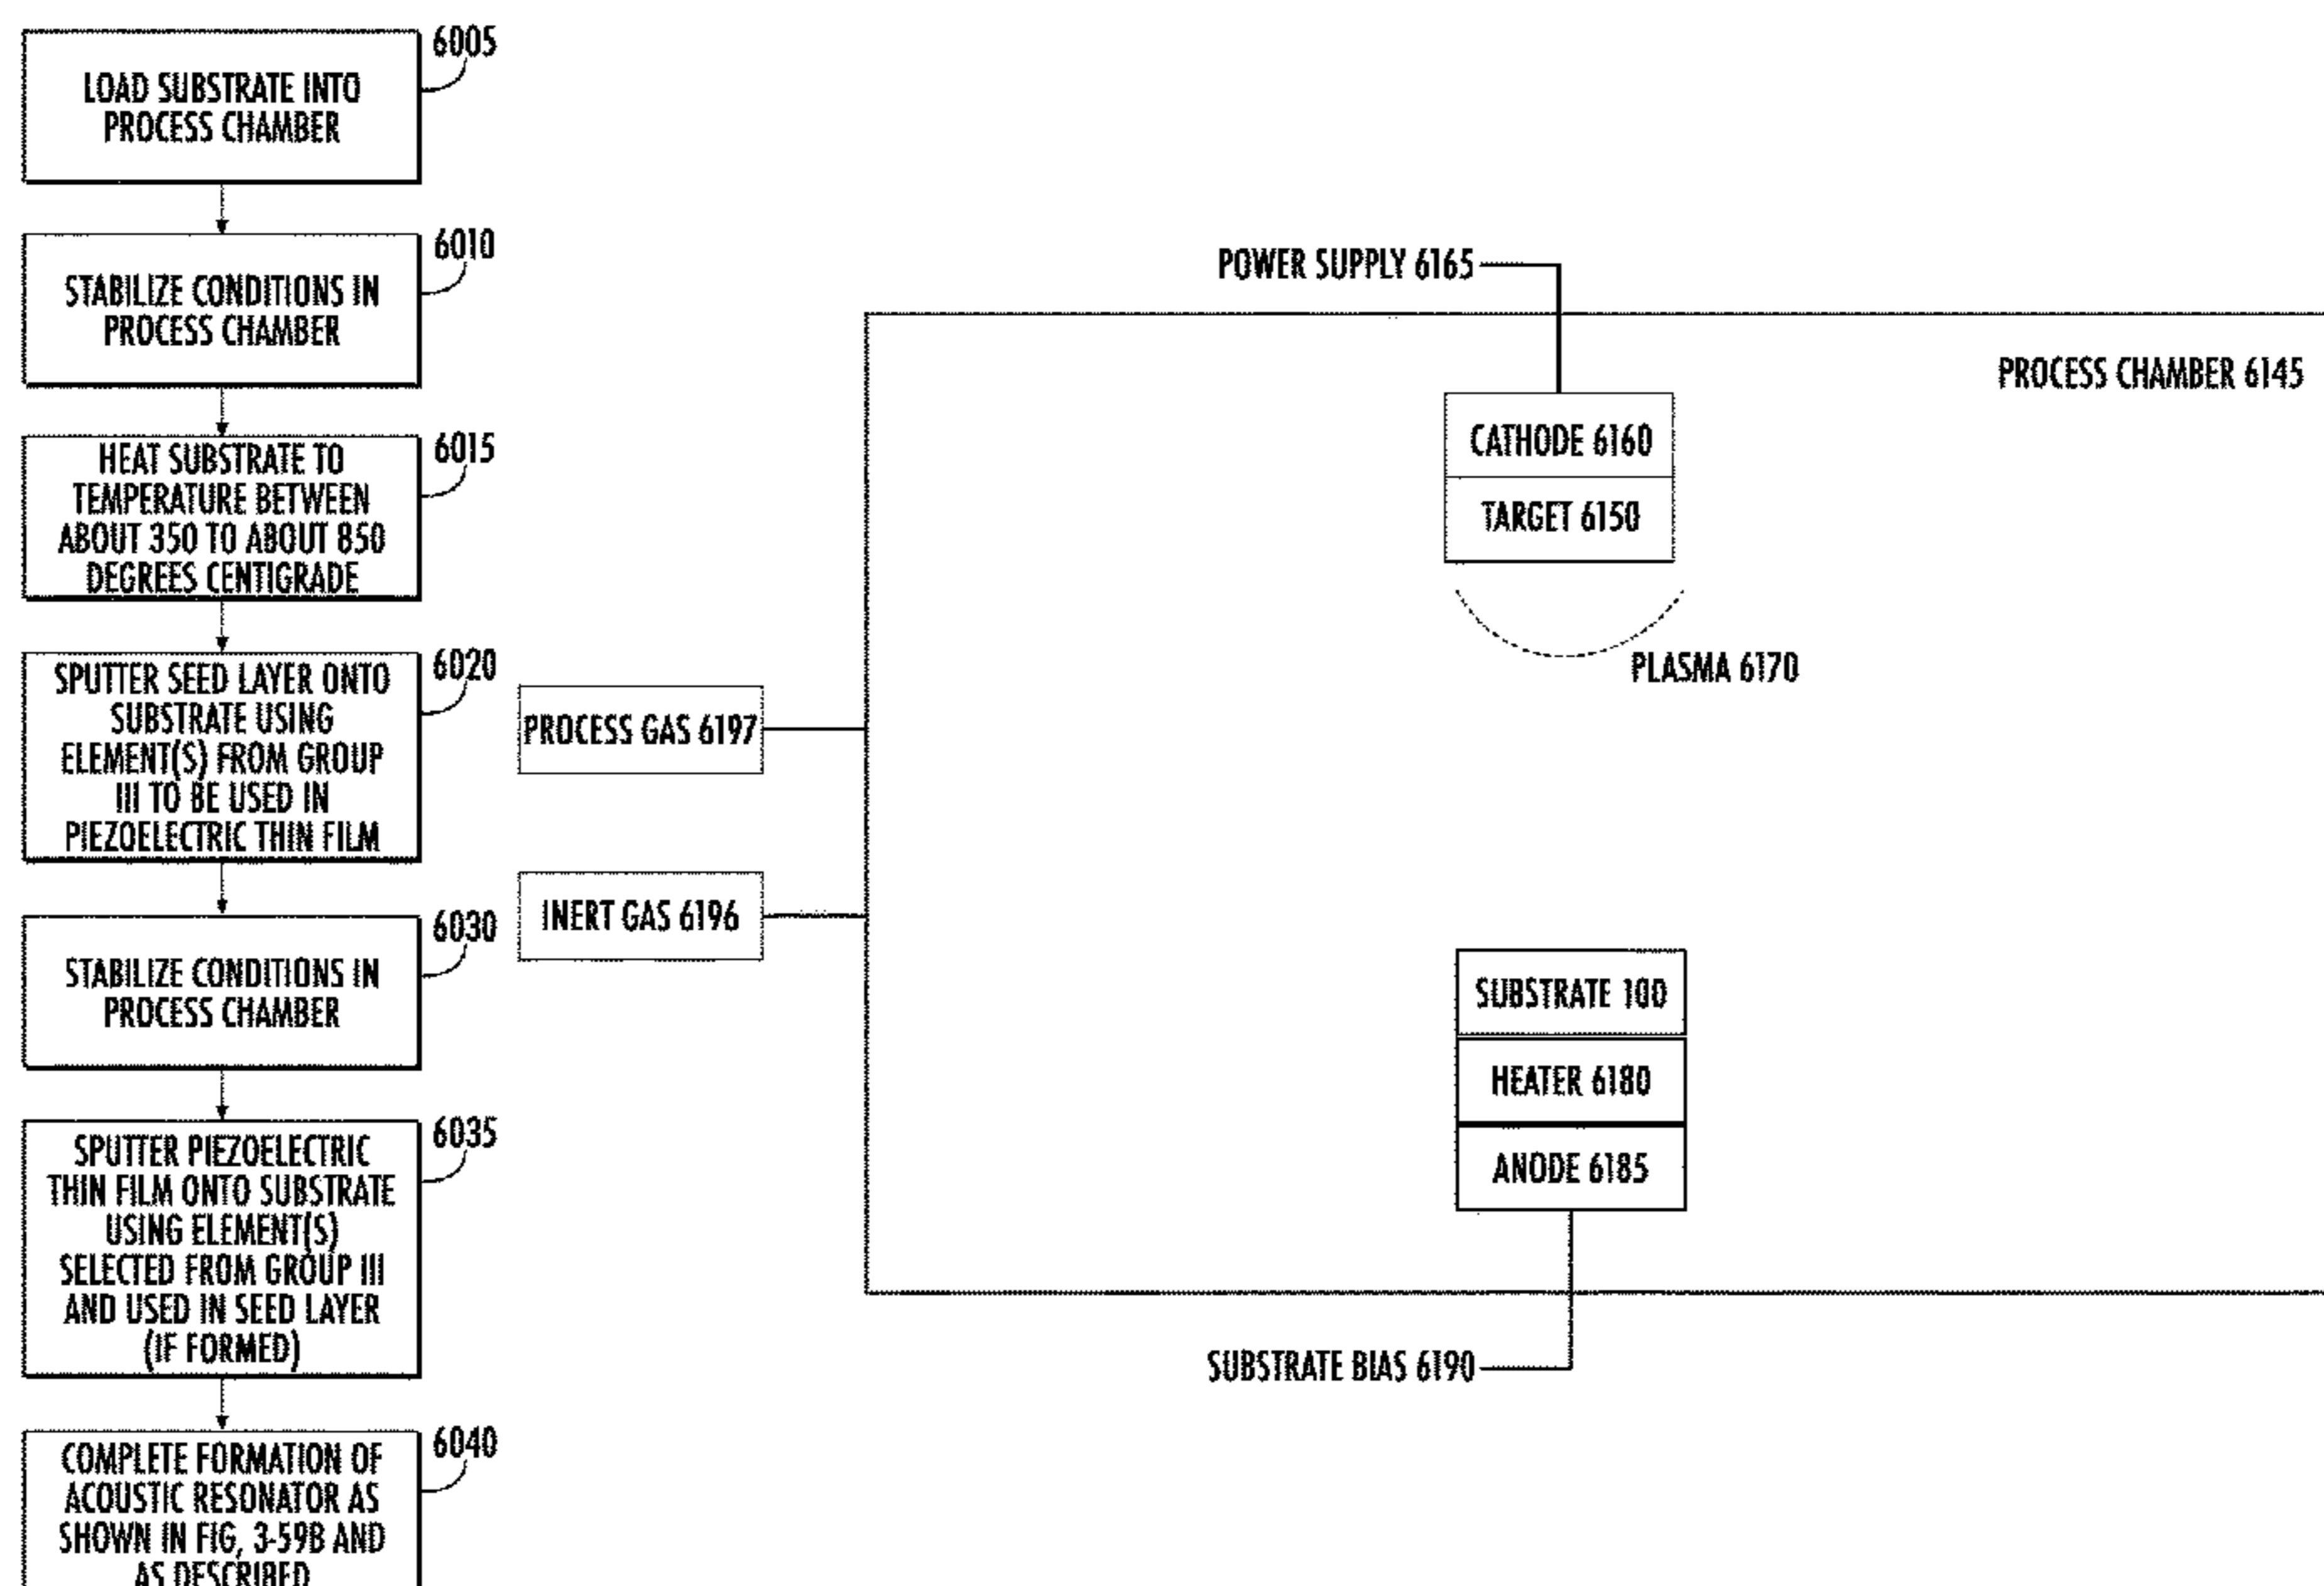 6005
LOAD SUBSTRATE INTO
PROCESS CHAMBER
6010
STABILIZE CONDITIONS IN
PROCESS CHAMBER
6015
HEAT SUBSTRATE TO
TEMPERATURE BETWEEN
ABOUT 350 TO ABOUT 850
DEGREES CENTIGRADE
6020
SPUTTER SEED LAYER ONTO
SUBSTRATE USING
ELEMENT(S) FROM GROUP
III TO BE USED IN
PIEZOELECTRIC THIN FILM
6030
STABILIZE CONDITIONS IN
PROCESS CHAMBER
6035
SPUTTER PIEZOELECTRIC
THIN FILM ONTO SUBSTRATE
USING ELEMENT(S)
SELECTED FROM GROUP III
AND USED IN SEED LAYER
(IF FORMED)
6040
COMPLETE FORMATION OF
ACOUSTIC RESONATOR AS
SHOWN IN FIG, 3-59B AND
AS DESCRIBED
POWER SUPPLY 6165
PROCESS CHAMBER 6145
CATHODE 6160
TARGET 6150
PLASMA 6170
PROCESS GAS 6197
INERT GAS 6196
SUBSTRATE 100
HEATER 6180
ANODE 6185
SUBSTRATE BIAS 6190